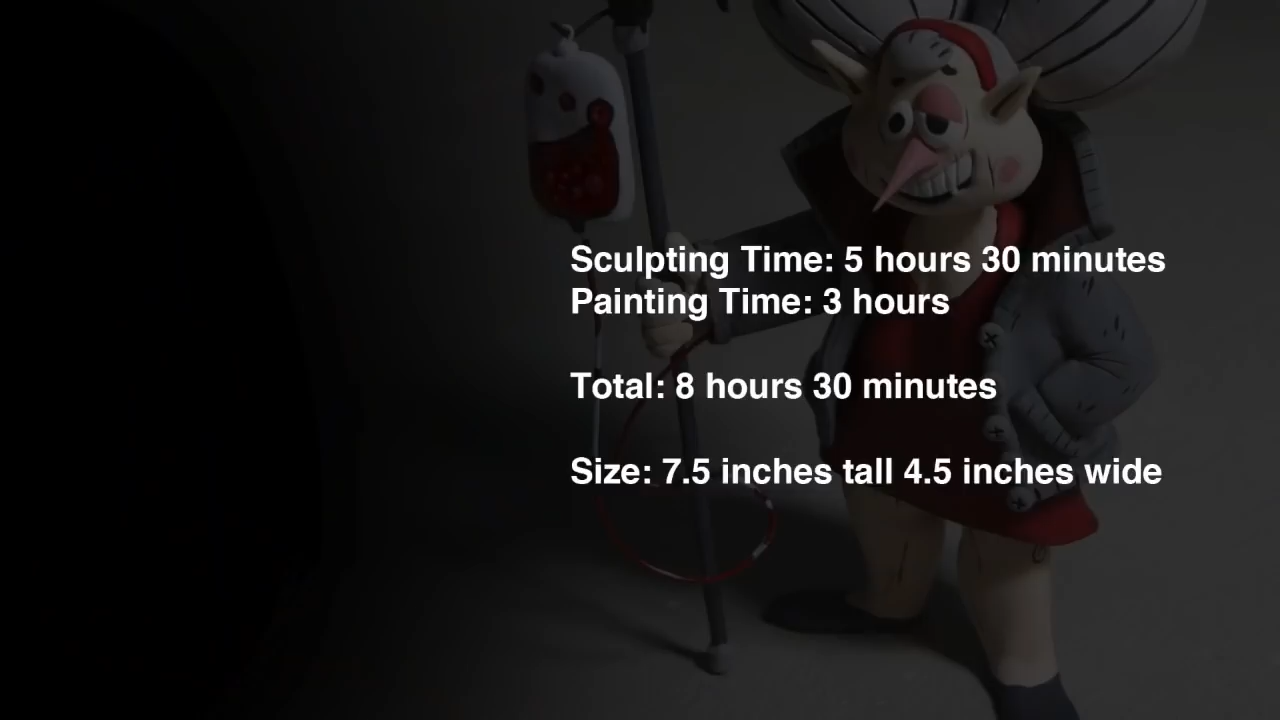 Sculpting Time: 5 hours 30 minutes
Painting Time: 3 hours
Total: 8 hours 30 minutes
Size: 7.5 inches tall 4.5 inches wide